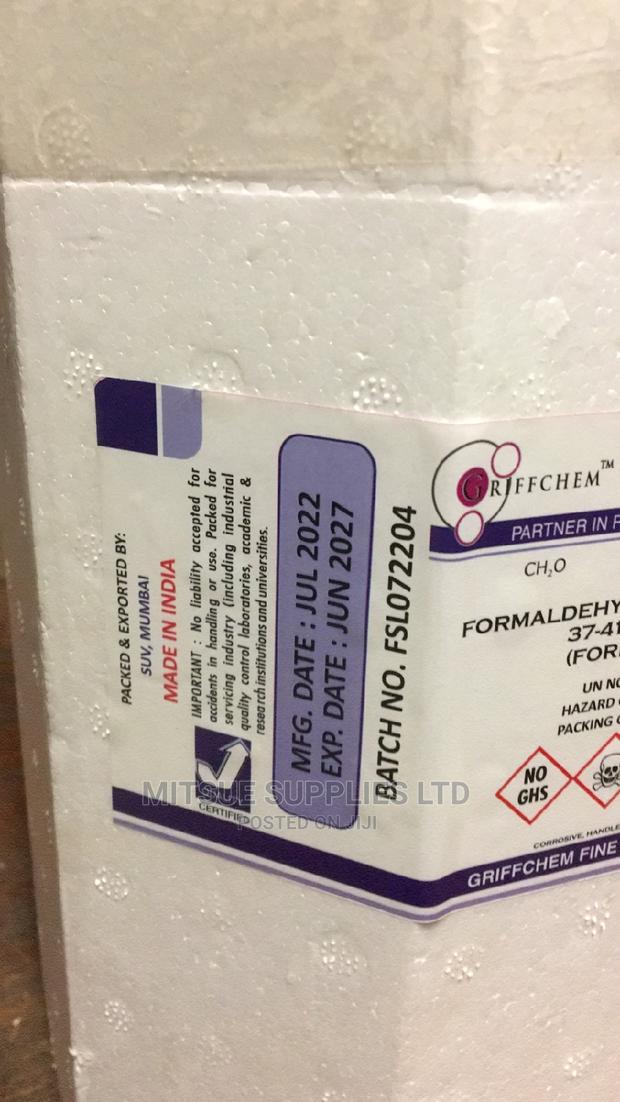 PACKED & EXPORTED BY:
SUV, MUMBAI
MADE IN INDIA
IMPORTANT : No liability accepted for
accidents in handling or use. Packed for
servicing industry (including industrial
quality control laboratories, academic &
research institutions and universities.
CERTIFIED
MFG. DATE : JUL 2022
EXP. DATE : JUN 2027
BATCH NO. FSL072204
GRIFFCHEM™
PARTNER IN
CH₂O
FORMALDEHY
37-41
(FOR
UN NO
HAZARD
PACKING
NO
GHS
CORROSIVE, HANDLE
GRIFFCHEM FINE
MITSUE SUPPLIES LTD
POSTED ON JIJI